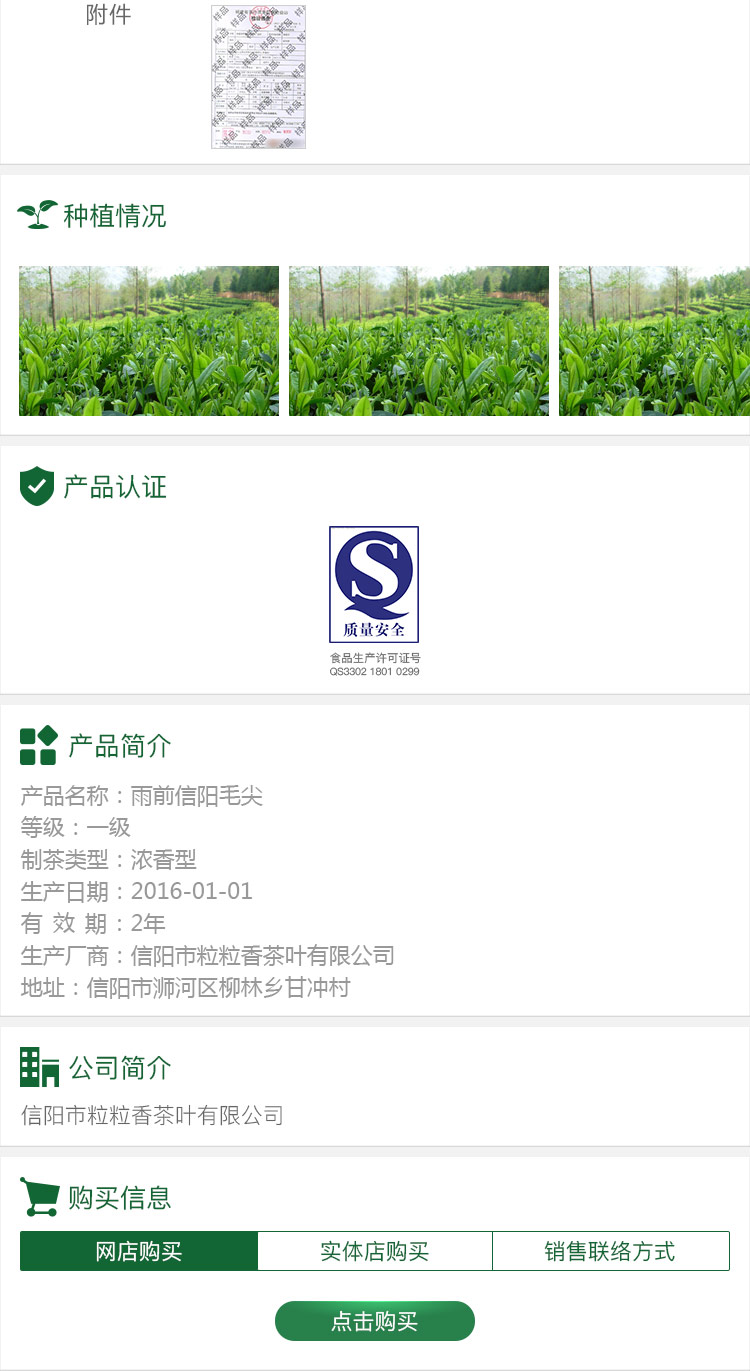 附件
样品
种植情况
产品认证
质量安全
食品生产许可证号
QS3302 1801 0299
产品简介
产品名称：雨前信阳毛尖
等级：一级
制茶类型：浓香型
生产日期：2016-01-01
有 效 期：2年
生产厂商：信阳市粒粒香茶叶有限公司
地址：信阳市浉河区柳林乡甘冲村
公司简介
信阳市粒粒香茶叶有限公司
购买信息
网店购买 实体店购买 销售联络方式
点击购买